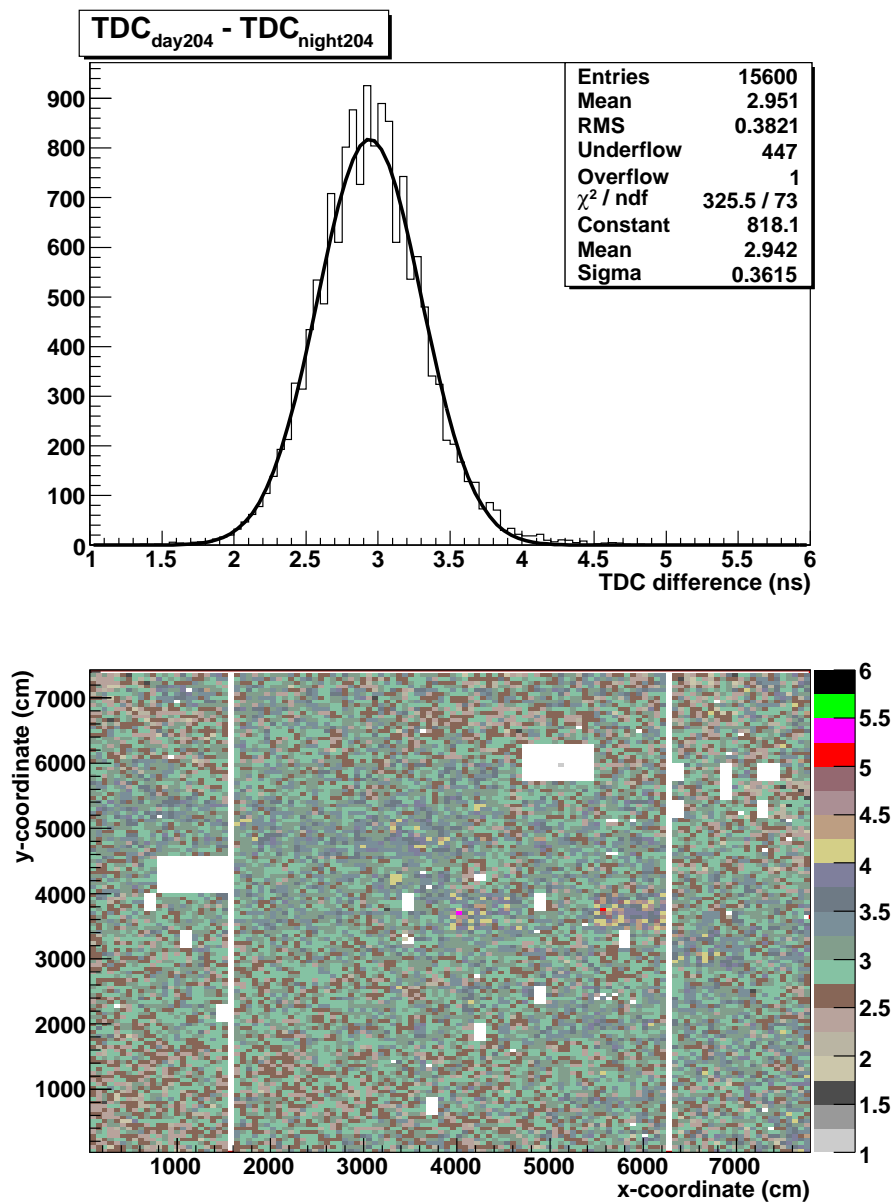 TDC_day204 - TDC_night204
Entries 15600
Mean 2.951
RMS 0.3821
Underflow 447
Overflow 1
χ² / ndf 325.5 / 73
Constant 818.1
Mean 2.942
Sigma 0.3615
900
800
700
600
500
400
300
200
100
0
1 1.5 2 2.5 3 3.5 4 4.5 5 5.5 6
TDC difference (ns)
y-coordinate (cm)
7000
6000
5000
4000
3000
2000
1000
1000 2000 3000 4000 5000 6000 7000
x-coordinate (cm)
6
5.5
5
4.5
4
3.5
3
2.5
2
1.5
1